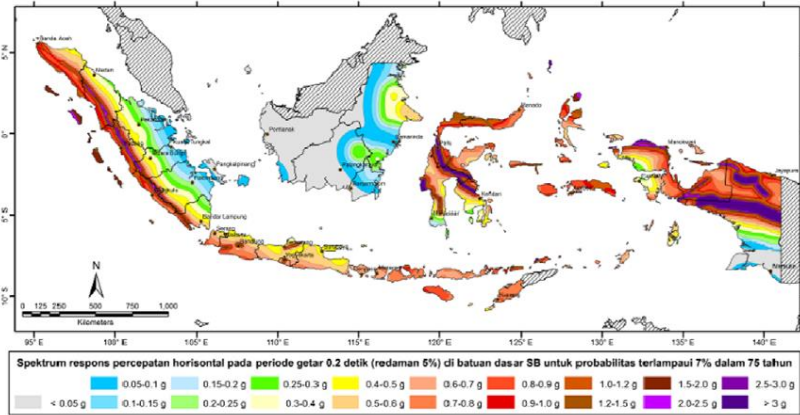 5° N
0°
5° S
10° S
Banda Aceh
Medan
Pontianak
Pangkalpinang
Bandar Lampung
Samarinda
Manado
Palu
Kendari
Manokwari
Jayapura
Serang
Bandung
N
0 125 250 500 750 1.000
Kilometers
95° E 100° E 105° E 110° E 115° E 120° E 125° E 130° E 135° E 140° E
Spektrum respons percepatan horisontal pada periode getar 0.2 detik (redaman 5%) di batuan dasar SB untuk probabilitas terlampaui 7% dalam 75 tahun
0.05-0.1 g 0.15-0.2 g 0.25-0.3 g 0.4-0.5 g 0.6-0.7 g 0.8-0.9 g 1.0-1.2 g 1.5-2.0 g 2.5-3.0 g
< 0.05 g 0.1-0.15 g 0.2-0.25 g 0.3-0.4 g 0.5-0.6 g 0.7-0.8 g 0.9-1.0 g 1.2-1.5 g 2.0-2.5 g > 3 g